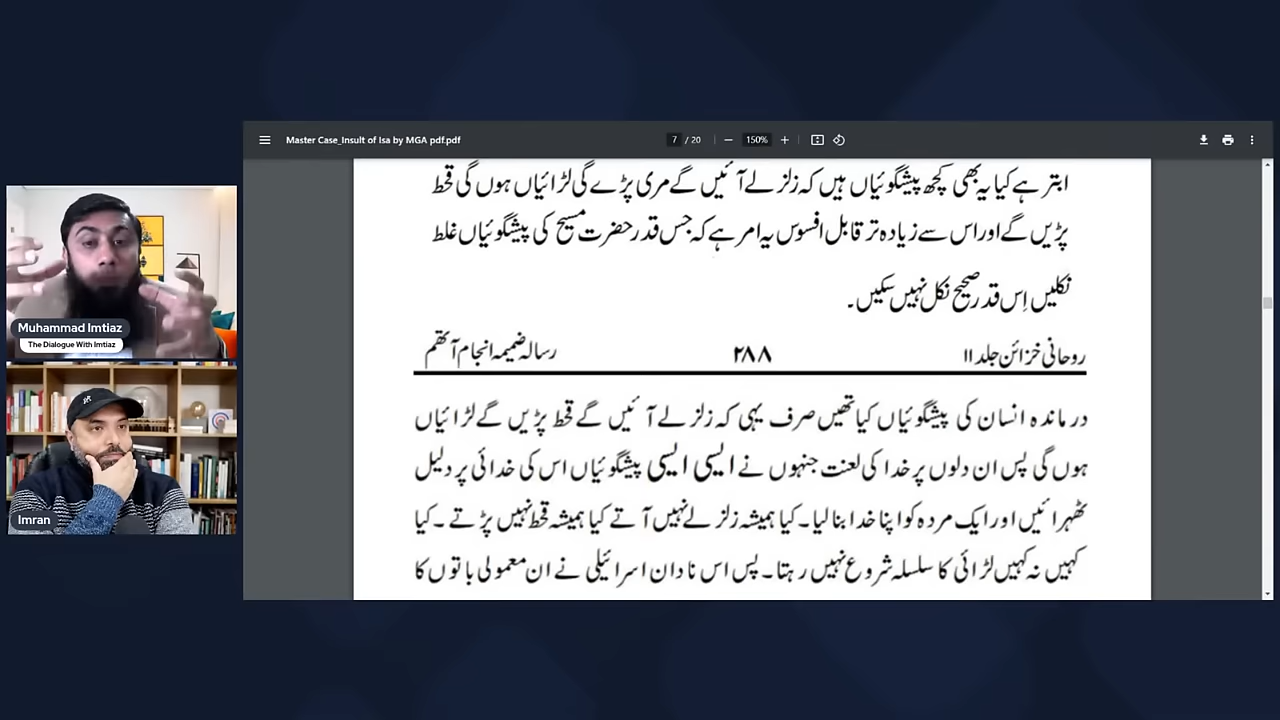 Master Case_Insult of Isa by MGA pdf.pdf
7 / 20
150%
ابتر ہے کیا یہ بھی کچھ پیشگوئیاں ہیں کہ زلزلے آئیں گے مری پڑے گی لڑائیاں ہوں گی قحط
پڑیں گے اور اس سے زیادہ تر قابل افسوس یہ امر ہے کہ جس قدر حضرت مسیح کی پیشگوئیاں غلط
نکلیں اِس قدر صحیح نکل نہیں سکیں۔
روحانی خزائن جلد ۱۱ ۲۸۸ رسالہ ضمیمہ انجام آتھم
درماندہ انسان کی پیشگوئیاں کیا تھیں صرف یہی کہ زلزلے آئیں گے قحط پڑیں گے لڑائیاں
ہوں گی پس ان دلوں پر خدا کی لعنت جنہوں نے ایسی ایسی پیشگوئیاں اس کی خدائی پر دلیل
ٹھہرائیں اور ایک مردہ کو اپنا خدا بنا لیا۔ کیا ہمیشہ زلزلے نہیں آتے کیا ہمیشہ قحط نہیں پڑتے ۔ کیا
کہیں نہ کہیں لڑائی کا سلسلہ شروع نہیں رہتا۔ پس اس نادان اسرائیلی نے ان معمولی باتوں کا
Muhammad Imtiaz
The Dialogue With Imtiaz
Imran